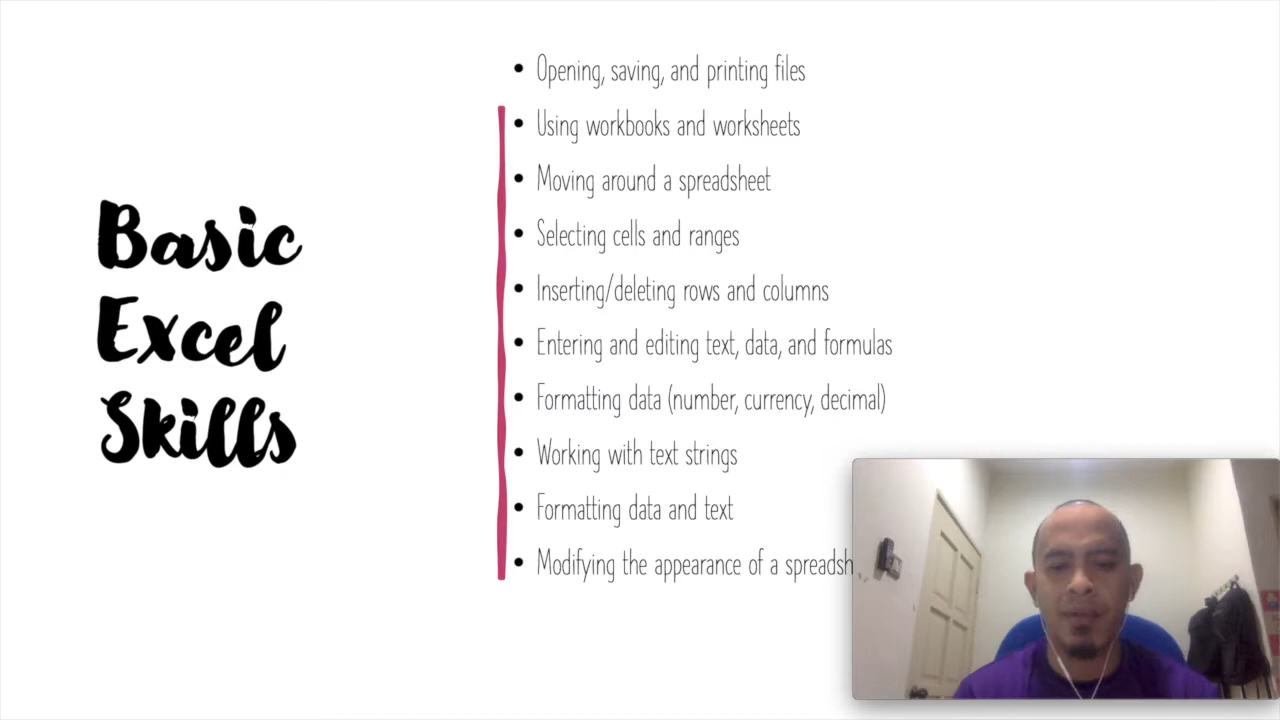 Basic
Excel
Skills
• Opening, saving, and printing files
• Using workbooks and worksheets
• Moving around a spreadsheet
• Selecting cells and ranges
• Inserting/deleting rows and columns
• Entering and editing text, data, and formulas
• Formatting data (number, currency, decimal)
• Working with text strings
• Formatting data and text
• Modifying the appearance of a spreadsh